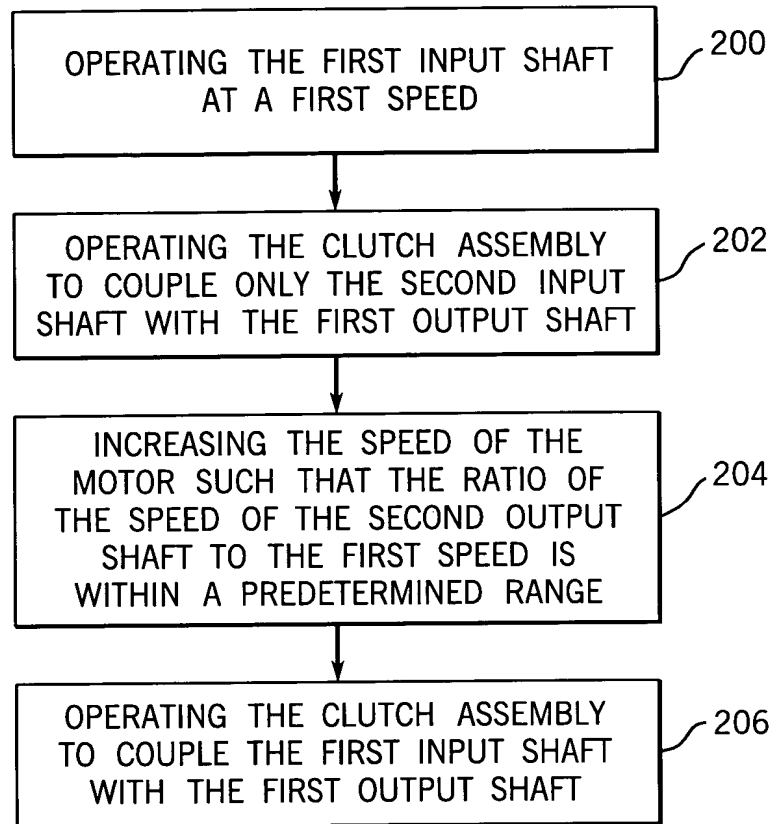 OPERATING THE FIRST INPUT SHAFT
AT A FIRST SPEED
200
OPERATING THE CLUTCH ASSEMBLY
TO COUPLE ONLY THE SECOND INPUT
SHAFT WITH THE FIRST OUTPUT SHAFT
202
INCREASING THE SPEED OF THE
MOTOR SUCH THAT THE RATIO OF
THE SPEED OF THE SECOND OUTPUT
SHAFT TO THE FIRST SPEED IS
WITHIN A PREDETERMINED RANGE
204
OPERATING THE CLUTCH ASSEMBLY
TO COUPLE THE FIRST INPUT SHAFT
WITH THE FIRST OUTPUT SHAFT
206